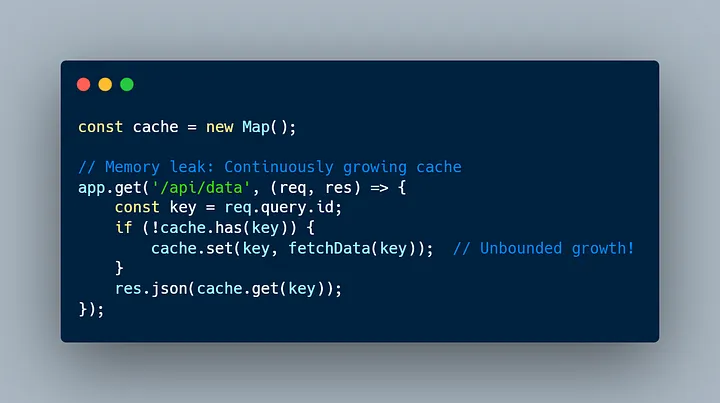 const cache = new Map();
// Memory leak: Continuously growing cache
app.get('/api/data', (req, res) => {
    const key = req.query.id;
    if (!cache.has(key)) {
        cache.set(key, fetchData(key));  // Unbounded growth!
    }
    res.json(cache.get(key));
});